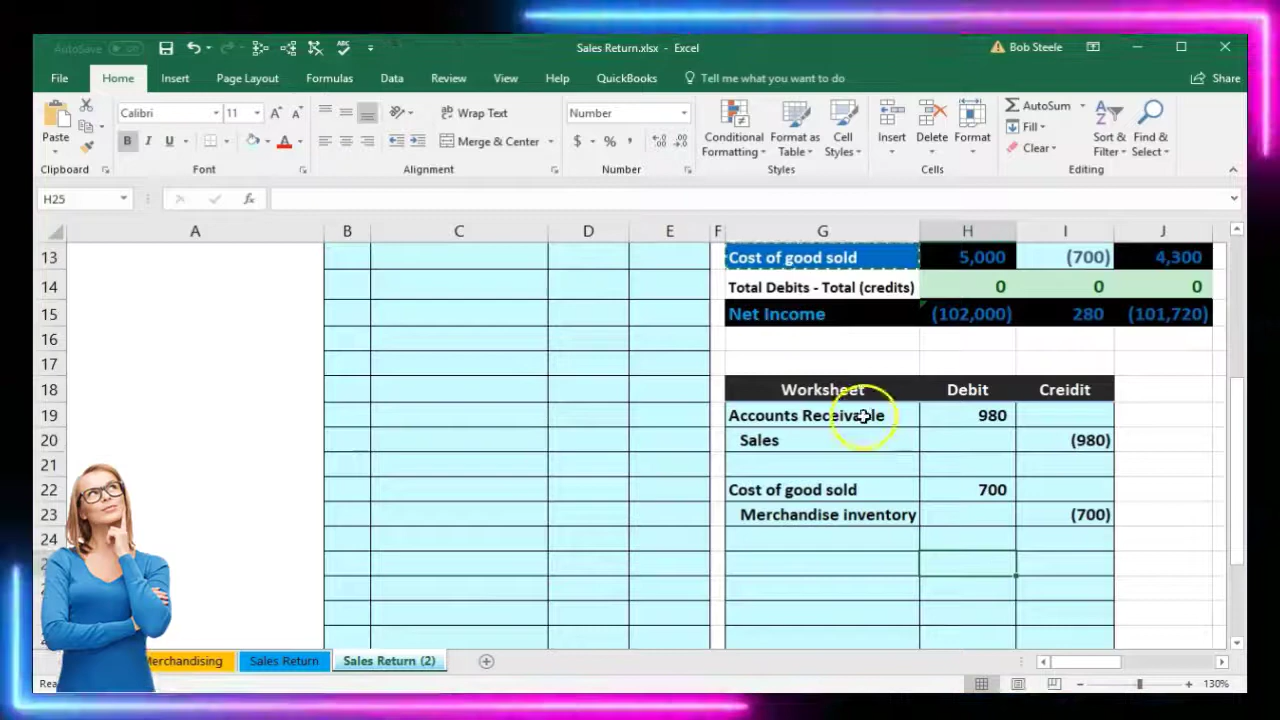 AutoSave Off Sales Return.xlsx - Excel Bob Steele
File Home Insert Page Layout Formulas Data Review View Help QuickBooks Tell me what you want to do Share
Paste Calibri 11 Wrap Text Number Conditional Formatting Format as Table Cell Styles Insert Delete Format AutoSum Sort & Filter Find & Select
B I U Merge & Center $ % , Fill
Clear
Clipboard Font Alignment Number Styles Cells Editing
H25 fx
A B C D E F G H I J
13 Cost of good sold 5,000 (700) 4,300
14 Total Debits - Total (credits) 0 0 0
15 Net Income (102,000) 280 (101,720)
16
17
18 Worksheet Debit Creidit
19 Accounts Receivable 980
20 Sales (980)
21
22 Cost of good sold 700
23 Merchandise inventory (700)
24
Merchandising Sales Return Sales Return (2)
130%